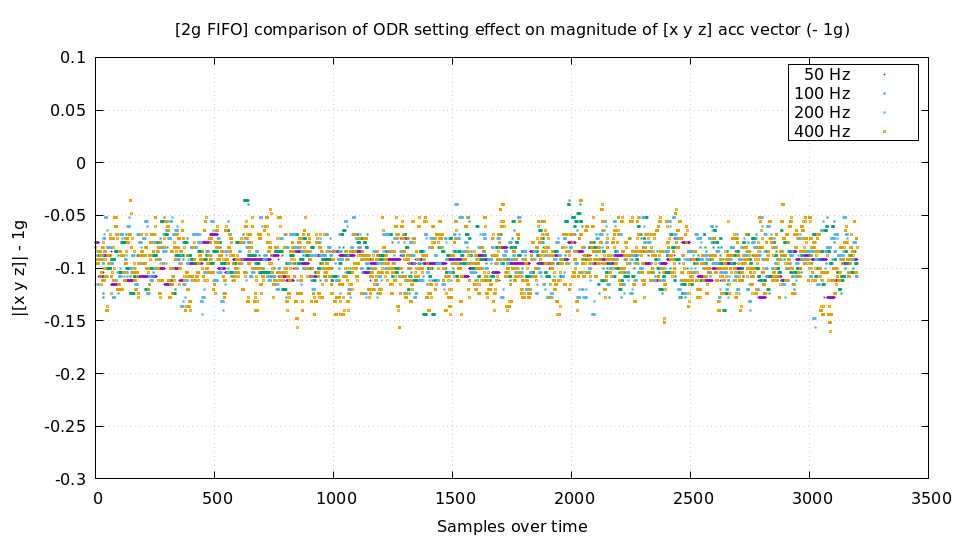 [2g FIFO] comparison of ODR setting effect on magnitude of [x y z] acc vector (- 1g)
0.1
0.05
0
-0.05
-0.1
-0.15
-0.2
-0.25
-0.3
|[x y z]| - 1g
50 Hz
100 Hz
200 Hz
400 Hz
0 500 1000 1500 2000 2500 3000 3500
Samples over time